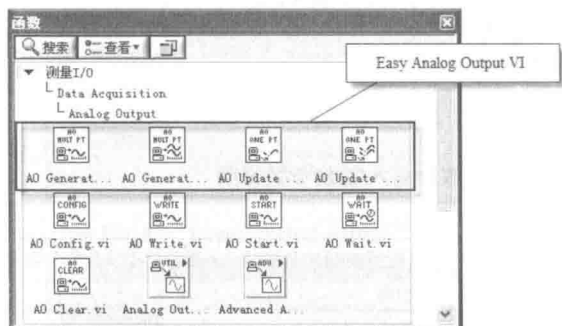 函数
搜索 查看
Easy Analog Output VI
测量I/O
Data Acquisition
Analog Output
AO MULT PT AO MULT PT AO ONE PT AO ONE PT
AO Generat... AO Generat... AO Update ... AO Update ...
AO CONFIG AO WRITE AO START AO WAIT
AO Config.vi AO Write.vi AO Start.vi AO Wait.vi
AO CLEAR UTIL ADV
AO Clear.vi Analog Out... Advanced A...